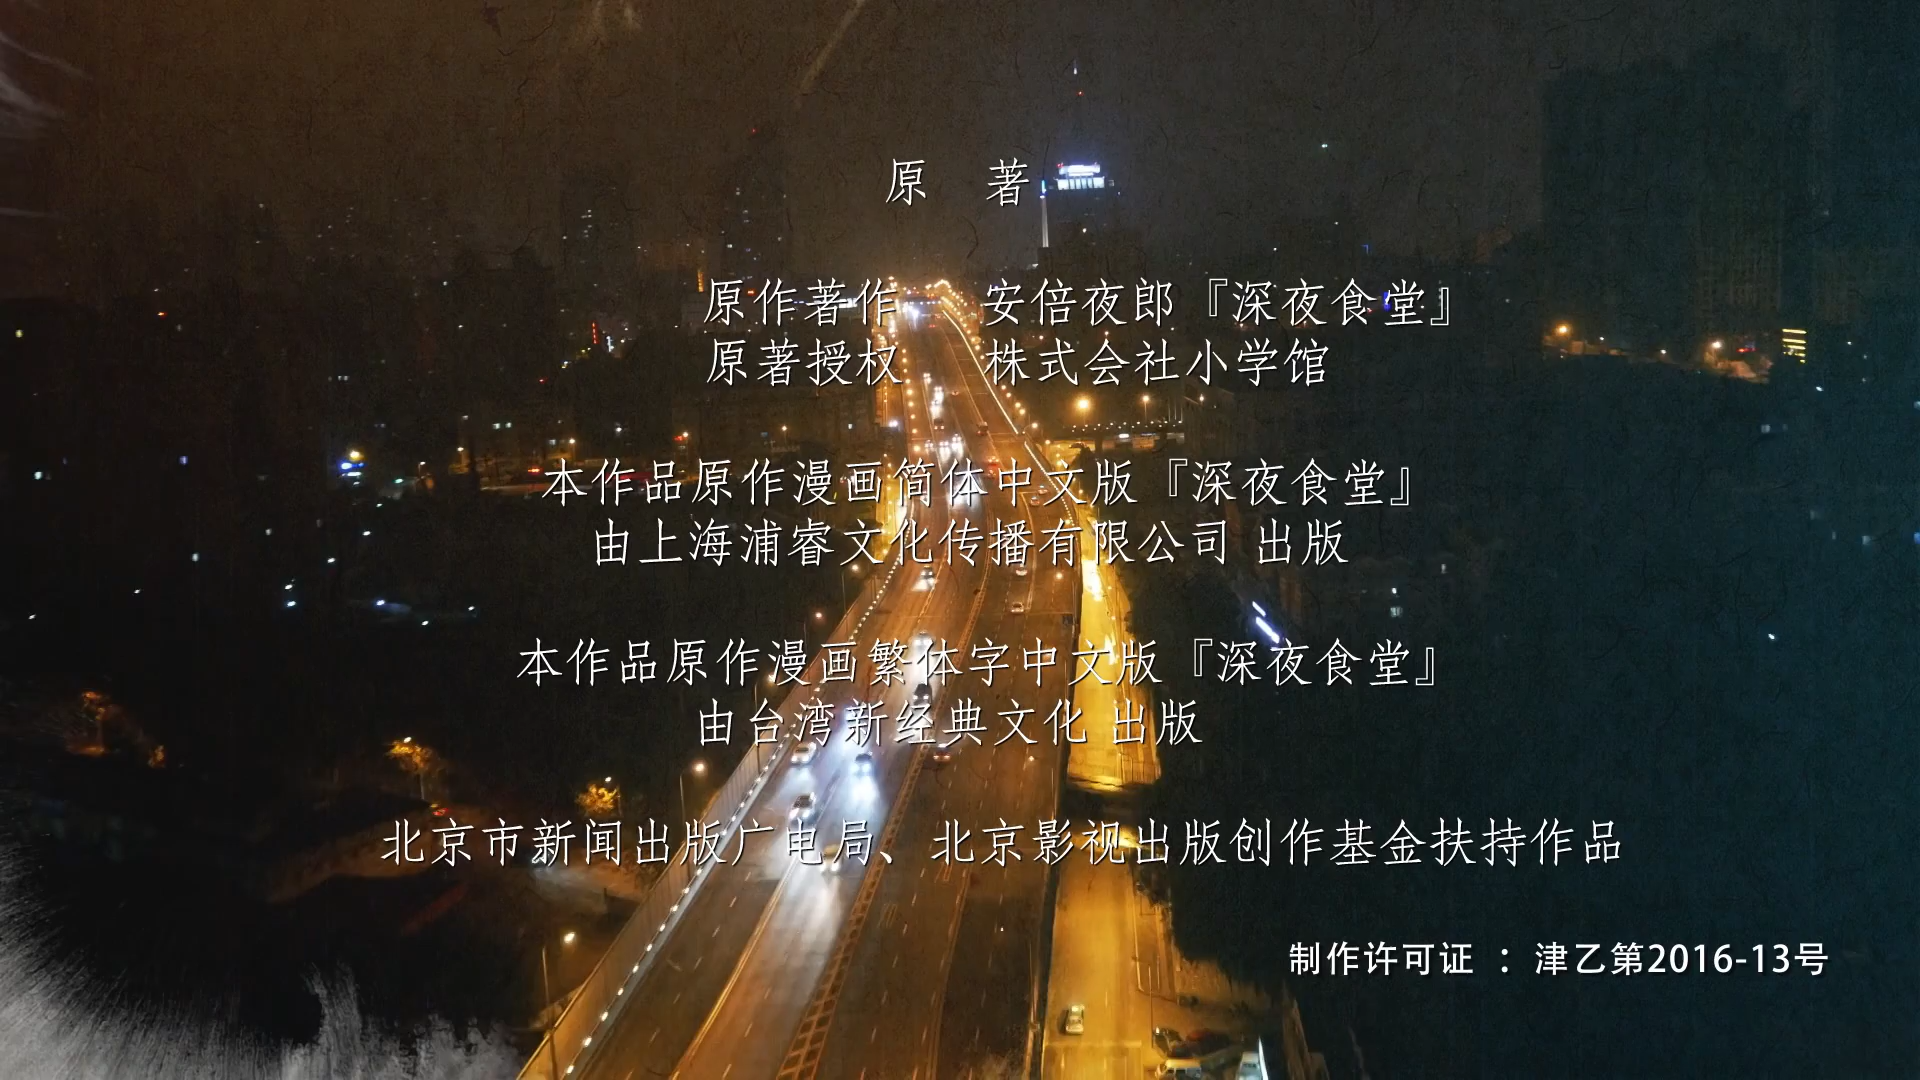 原 著
原作著作 安倍夜郎『深夜食堂』
原著授权 株式会社小学馆
本作品原作漫画简体中文版『深夜食堂』
由上海浦睿文化传播有限公司 出版
本作品原作漫画繁体字中文版『深夜食堂』
由台湾新经典文化 出版
北京市新闻出版广电局、北京影视出版创作基金扶持作品
制作许可证 ：津乙第2016-13号